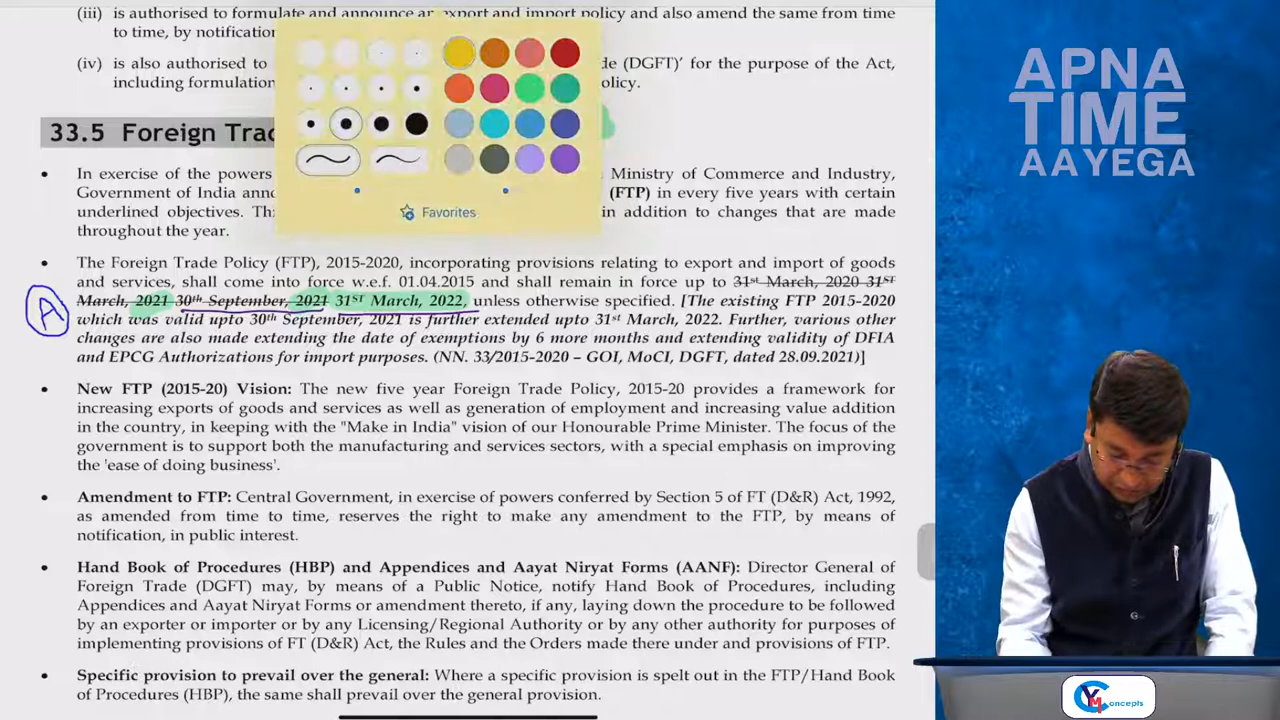 (iii) is authorised to formulate and announce an export and import policy and also amend the same from time
to time, by notification
(iv) is also authorised to (DGFT)' for the purpose of the Act,
including formulation policy.
33.5 Foreign Trad
• In exercise of the powers Ministry of Commerce and Industry,
Government of India (FTP) in every five years with certain
underlined objectives. in addition to changes that are made
throughout the year.
• The Foreign Trade Policy (FTP), 2015-2020, incorporating provisions relating to export and import of goods
and services, shall come into force w.e.f. 01.04.2015 and shall remain in force up to 31st March, 2020 31ST
March, 2021 30th September, 2021 31ST March, 2022, unless otherwise specified. [The existing FTP 2015-2020
which was valid upto 30th September, 2021 is further extended upto 31st March, 2022. Further, various other
changes are also made extending the date of exemptions by 6 more months and extending validity of DFIA
and EPCG Authorizations for import purposes. (NN. 33/2015-2020 – GOI, MoCI, DGFT, dated 28.09.2021)]
• New FTP (2015-20) Vision: The new five year Foreign Trade Policy, 2015-20 provides a framework for
increasing exports of goods and services as well as generation of employment and increasing value addition
in the country, in keeping with the "Make in India" vision of our Honourable Prime Minister. The focus of the
government is to support both the manufacturing and services sectors, with a special emphasis on improving
the 'ease of doing business'.
• Amendment to FTP: Central Government, in exercise of powers conferred by Section 5 of FT (D&R) Act, 1992,
as amended from time to time, reserves the right to make any amendment to the FTP, by means of
notification, in public interest.
• Hand Book of Procedures (HBP) and Appendices and Aayat Niryat Forms (AANF): Director General of
Foreign Trade (DGFT) may, by means of a Public Notice, notify Hand Book of Procedures, including
Appendices and Aayat Niryat Forms or amendment thereto, if any, laying down the procedure to be followed
by an exporter or importer or by any Licensing/Regional Authority or by any other authority for purposes of
implementing provisions of FT (D&R) Act, the Rules and the Orders made there under and provisions of FTP.
• Specific provision to prevail over the general: Where a specific provision is spelt out in the FTP/Hand Book
of Procedures (HBP), the same shall prevail over the general provision.
A
Favorites
APNA
TIME
AAYEGA
YM Concepts